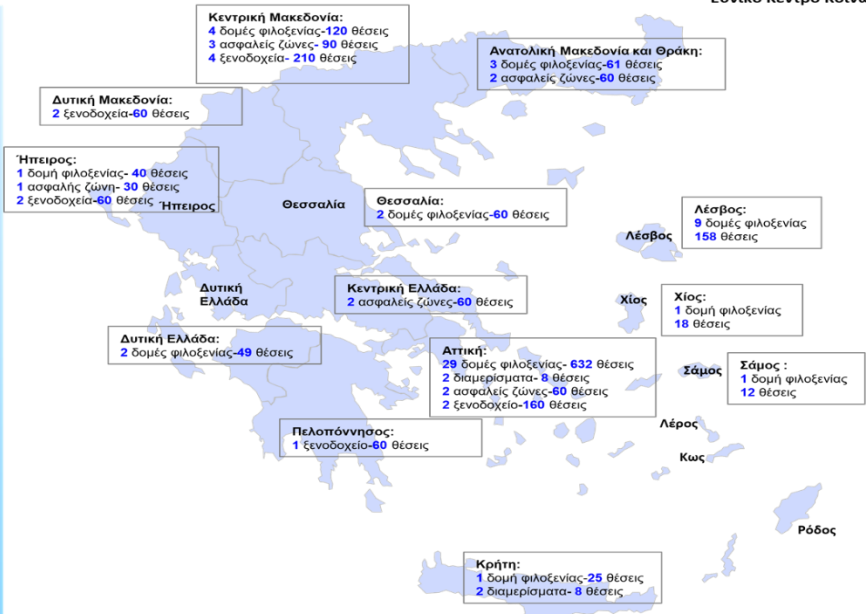 Κεντρική Μακεδονία:
4 δομές φιλοξενίας-120 θέσεις
3 ασφαλείς ζώνες- 90 θέσεις
4 ξενοδοχεία- 210 θέσεις
Ανατολική Μακεδονία και Θράκη:
3 δομές φιλοξενίας-61 θέσεις
2 ασφαλείς ζώνες-60 θέσεις
Δυτική Μακεδονία:
2 ξενοδοχεία-60 θέσεις
Ήπειρος:
1 δομή φιλοξενίας- 40 θέσεις
1 ασφαλής ζώνη- 30 θέσεις
2 ξενοδοχεία-60 θέσεις
Ήπειρος
Θεσσαλία
Θεσσαλία:
2 δομές φιλοξενίας-60 θέσεις
Λέσβος
Λέσβος:
9 δομές φιλοξενίας
158 θέσεις
Δυτική
Ελλάδα
Κεντρική Ελλάδα:
2 ασφαλείς ζώνες-60 θέσεις
Χίος
Χίος:
1 δομή φιλοξενίας
18 θέσεις
Δυτική Ελλάδα:
2 δομές φιλοξενίας-49 θέσεις
Αττική:
29 δομές φιλοξενίας- 632 θέσεις
2 διαμερίσματα- 8 θέσεις
2 ασφαλείς ζώνες-60 θέσεις
2 ξενοδοχείο-160 θέσεις
Σάμος
Σάμος :
1 δομή φιλοξενίας
12 θέσεις
Πελοπόννησος:
1 ξενοδοχείο-60 θέσεις
Λέρος
Κως
Ρόδος
Κρήτη:
1 δομή φιλοξενίας-25 θέσεις
2 διαμερίσματα- 8 θέσεις